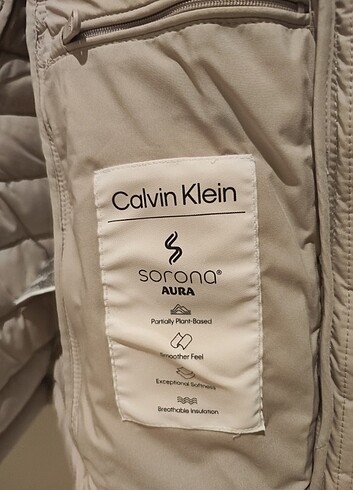 Calvin Klein
sorona®
AURA
Partially Plant-Based
Smoother Feel
Exceptional Softness
Breathable Insulation